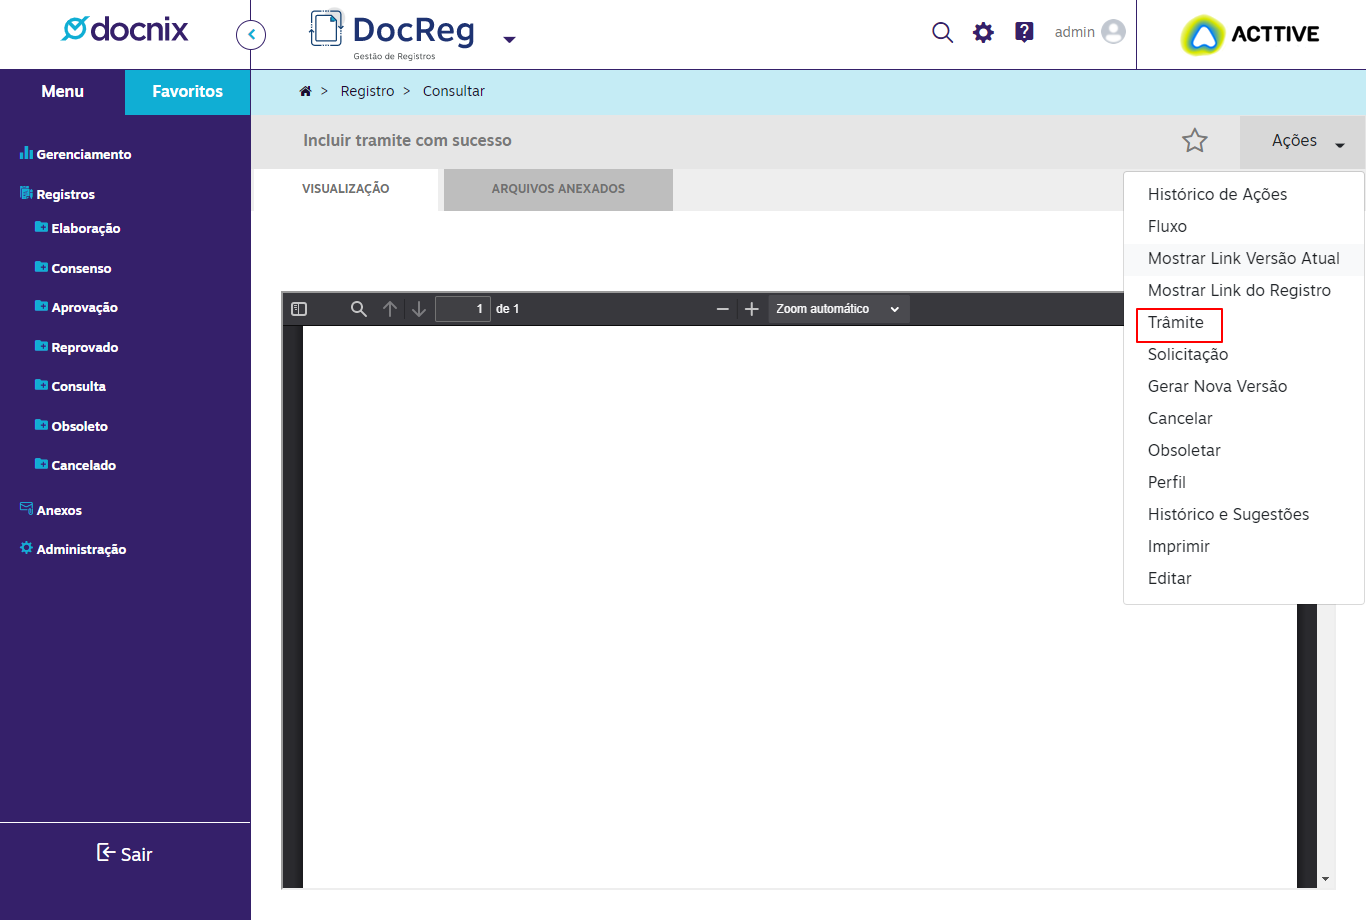 docnix
DocReg
Gestão de Registros
admin
ACTTIVE
Menu
Favoritos
> Registro > Consultar
Incluir tramite com sucesso
Ações
VISUALIZAÇÃO
ARQUIVOS ANEXADOS
Gerenciamento
Registros
Elaboração
Consenso
Aprovação
Reprovado
Consulta
Obsoleto
Cancelado
Anexos
Administração
Sair
1 de 1
Zoom automático
Histórico de Ações
Fluxo
Mostrar Link Versão Atual
Mostrar Link do Registro
Trâmite
Solicitação
Gerar Nova Versão
Cancelar
Obsoletar
Perfil
Histórico e Sugestões
Imprimir
Editar